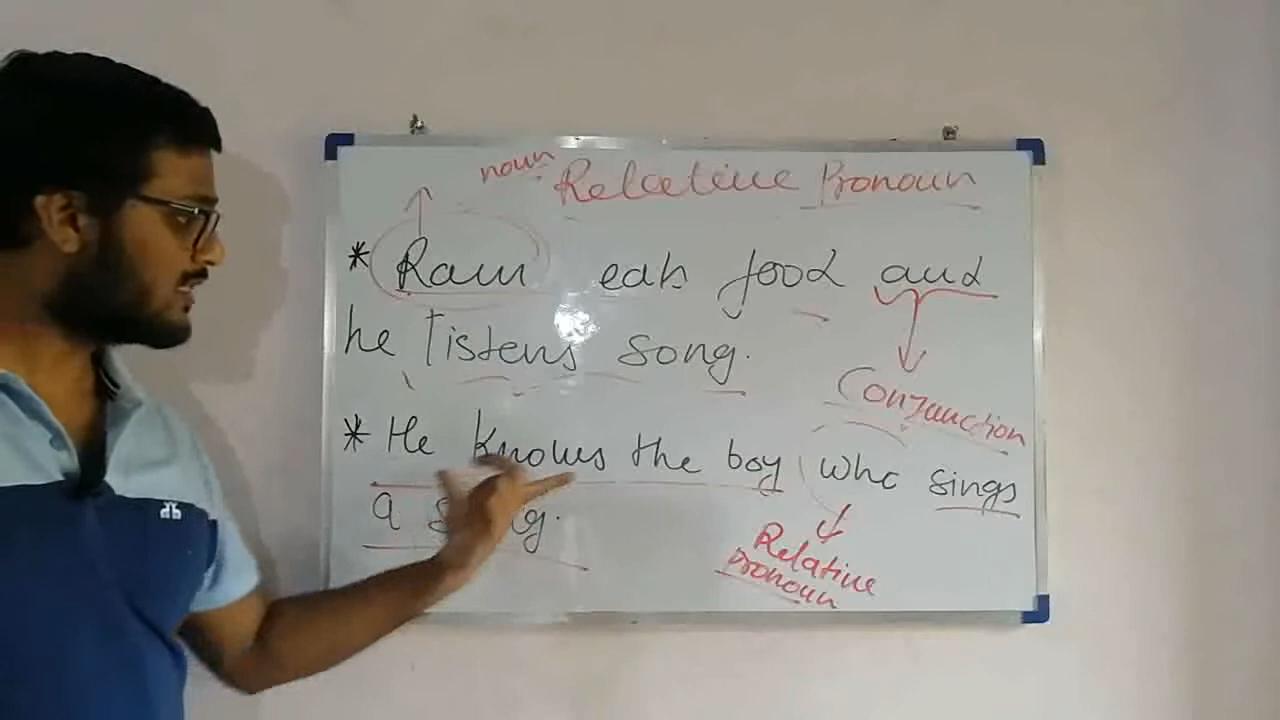 noun Relative Pronoun
* Ram eats food and
he listens song.
Conjunction
* He knows the boy who sings
a song.
Relative
Pronoun